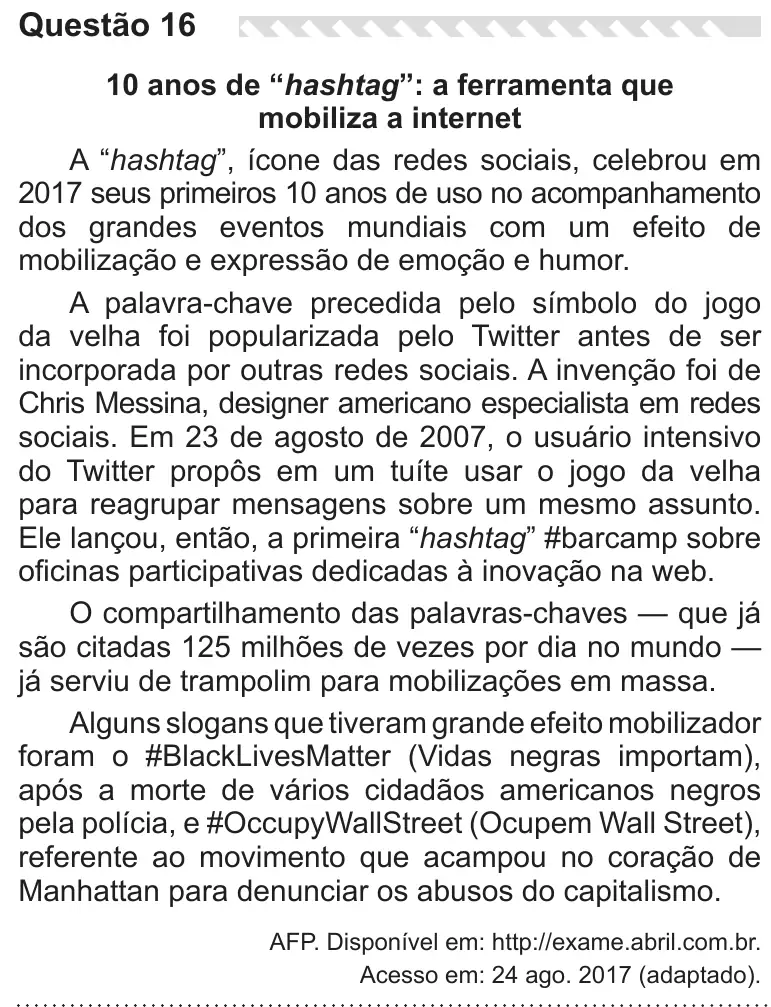 Questão 16
10 anos de “hashtag”: a ferramenta que
mobiliza a internet
A “hashtag”, ícone das redes sociais, celebrou em
2017 seus primeiros 10 anos de uso no acompanhamento
dos grandes eventos mundiais com um efeito de
mobilização e expressão de emoção e humor.
A palavra-chave precedida pelo símbolo do jogo
da velha foi popularizada pelo Twitter antes de ser
incorporada por outras redes sociais. A invenção foi de
Chris Messina, designer americano especialista em redes
sociais. Em 23 de agosto de 2007, o usuário intensivo
do Twitter propôs em um tuíte usar o jogo da velha
para reagrupar mensagens sobre um mesmo assunto.
Ele lançou, então, a primeira “hashtag” #barcamp sobre
oficinas participativas dedicadas à inovação na web.
O compartilhamento das palavras-chaves — que já
são citadas 125 milhões de vezes por dia no mundo —
já serviu de trampolim para mobilizações em massa.
Alguns slogans que tiveram grande efeito mobilizador
foram o #BlackLivesMatter (Vidas negras importam),
após a morte de vários cidadãos americanos negros
pela polícia, e #OccupyWallStreet (Ocupem Wall Street),
referente ao movimento que acampou no coração de
Manhattan para denunciar os abusos do capitalismo.
AFP. Disponível em: http://exame.abril.com.br.
Acesso em: 24 ago. 2017 (adaptado).